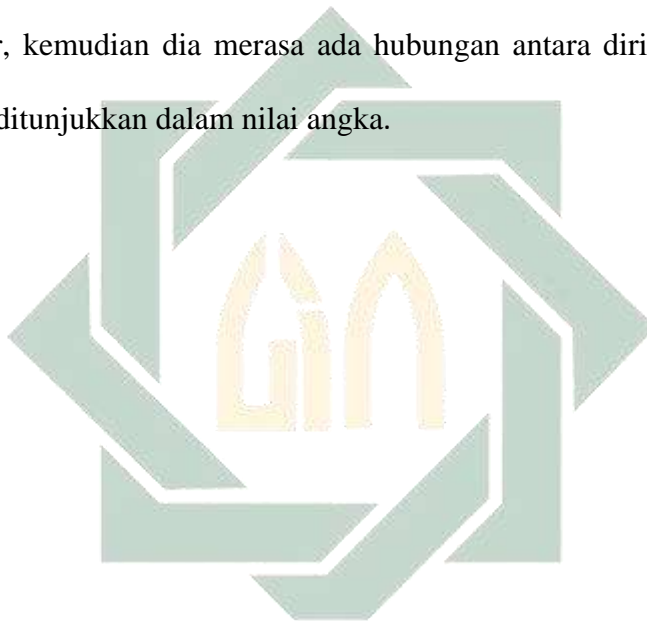 , kemudian dia merasa ada hubungan antara diri
ditunjukkan dalam nilai angka.